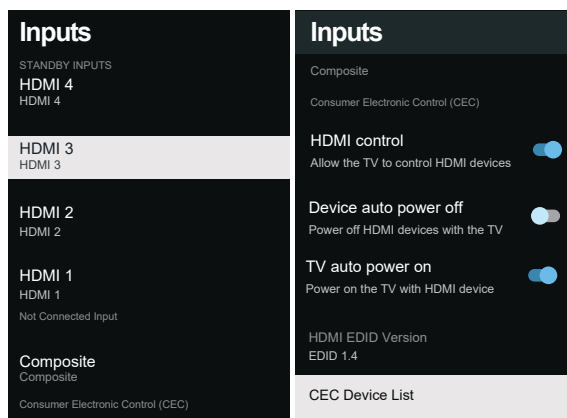 Inputs
STANDBY INPUTS
HDMI 4
HDMI 4
HDMI 3
HDMI 3
HDMI 2
HDMI 2
HDMI 1
HDMI 1
Not Connected Input
Composite
Composite
Consumer Electronic Control (CEC)
Inputs
Composite
Consumer Electronic Control (CEC)
HDMI control
Allow the TV to control HDMI devices
Device auto power off
Power off HDMI devices with the TV
TV auto power on
Power on the TV with HDMI device
HDMI EDID Version
EDID 1.4
CEC Device List